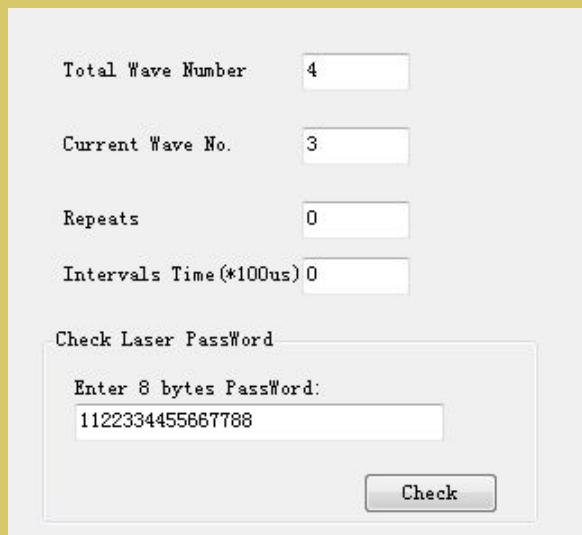 Total Wave Number 4
Current Wave No. 3
Repeats 0
Intervals Time(*100us) 0
Check Laser PassWord
Enter 8 bytes PassWord:
1122334455667788
Check